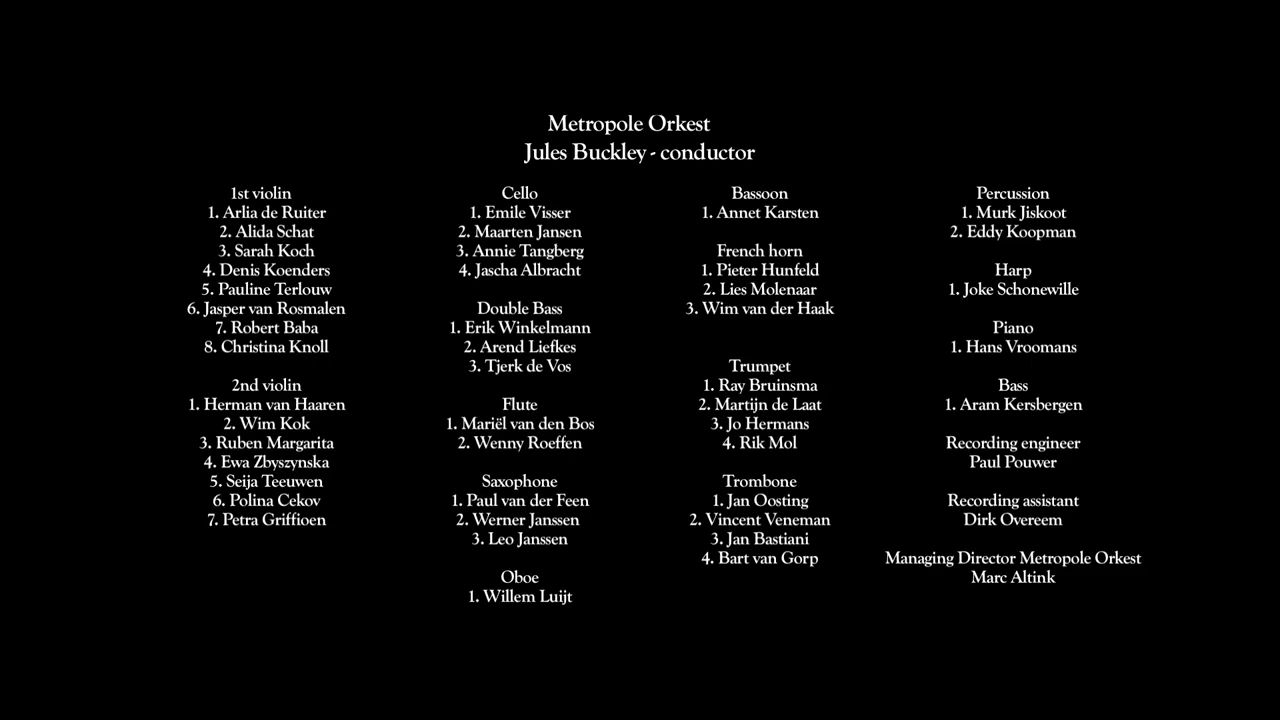 Metropole Orkest
Jules Buckley - conductor
1st violin
1. Arlia de Ruiter
2. Alida Schat
3. Sarah Koch
4. Denis Koenders
5. Pauline Terlouw
6. Jasper van Rosmalen
7. Robert Baba
8. Christina Knoll
2nd violin
1. Herman van Haaren
2. Wim Kok
3. Ruben Margarita
4. Ewa Zbyszynska
5. Seija Teeuwen
6. Polina Cekov
7. Petra Griffioen
Cello
1. Emile Visser
2. Maarten Jansen
3. Annie Tangberg
4. Jascha Albracht
Double Bass
1. Erik Winkelmann
2. Arend Liefkes
3. Tjerk de Vos
Flute
1. Mariël van den Bos
2. Wenny Roeffen
Saxophone
1. Paul van der Feen
2. Werner Janssen
3. Leo Janssen
Oboe
1. Willem Luijt
Bassoon
1. Annet Karsten
French horn
1. Pieter Hunfeld
2. Lies Molenaar
3. Wim van der Haak
Trumpet
1. Ray Bruinsma
2. Martijn de Laat
3. Jo Hermans
4. Rik Mol
Trombone
1. Jan Oosting
2. Vincent Veneman
3. Jan Bastiani
4. Bart van Gorp
Percussion
1. Murk Jiskoot
2. Eddy Koopman
Harp
1. Joke Schonewille
Piano
1. Hans Vroomans
Bass
1. Aram Kersbergen
Recording engineer
Paul Pouwer
Recording assistant
Dirk Overeem
Managing Director Metropole Orkest
Marc Altink